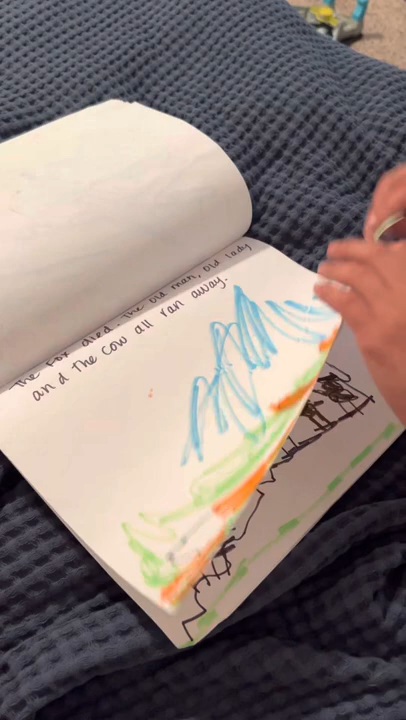 The Fox died. The old man, old lady
and the cow all ran away.